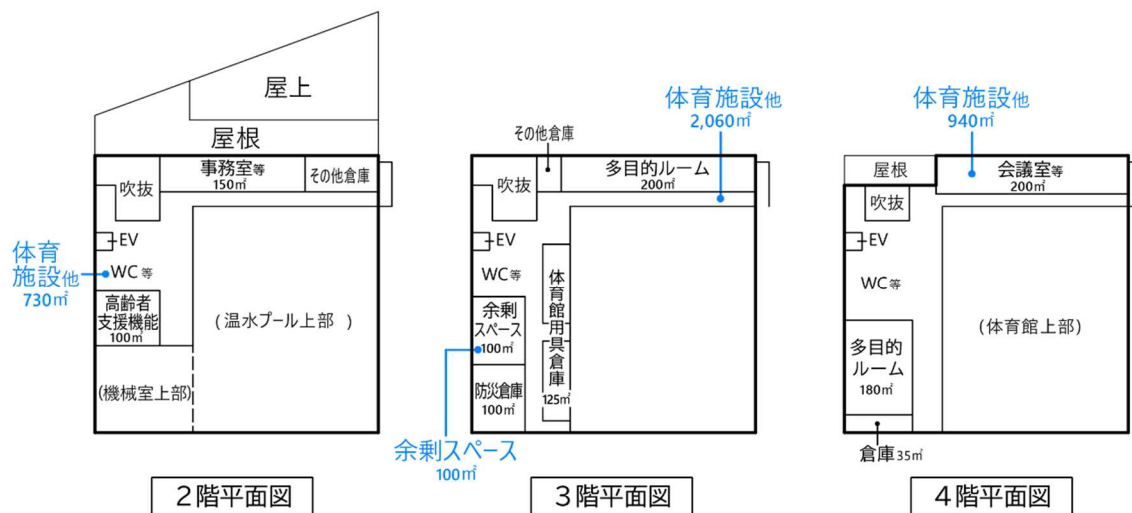 屋上
屋根
事務室等
150㎡
その他倉庫
吹抜
EV
体育
施設他
730㎡
WC等
高齢者
支援機能
100㎡
(温水プール上部 )
(機械室上部)
2階平面図
体育施設他
2,060㎡
その他倉庫
多目的ルーム
200㎡
吹抜
EV
WC等
体育館用具倉庫
125㎡
余剰
スペース
100㎡
防災倉庫
100㎡
余剰スペース
100㎡
3階平面図
体育施設他
940㎡
屋根
会議室等
200㎡
吹抜
EV
WC等
(体育館上部)
多目的
ルーム
180㎡
倉庫35㎡
4階平面図